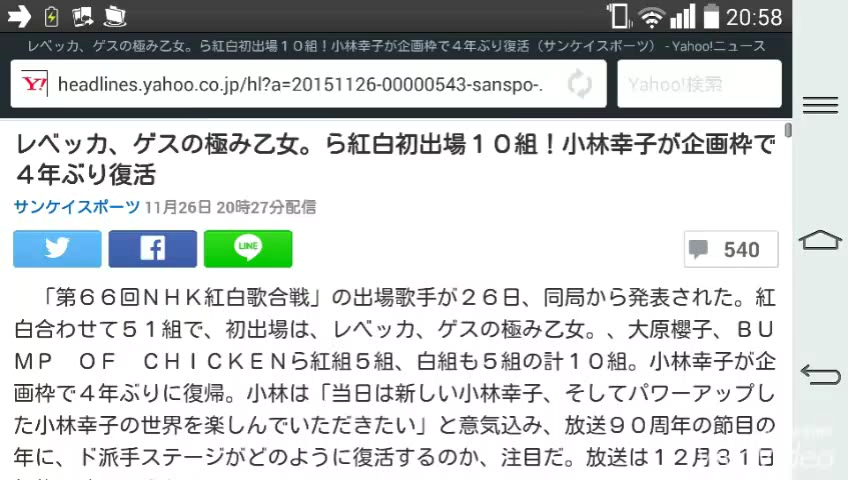 20:58
レベッカ、ゲスの極み乙女。ら紅白初出場１０組！小林幸子が企画枠で４年ぶり復活（サンケイスポーツ） - Yahoo!ニュース
Y! headlines.yahoo.co.jp/hl?a=20151126-00000543-sanspo-.
Yahoo!検索
レベッカ、ゲスの極み乙女。ら紅白初出場１０組！小林幸子が企画枠で
４年ぶり復活
サンケイスポーツ 11月26日 20時27分配信
LINE
540
「第６６回ＮＨＫ紅白歌合戦」の出場歌手が２６日、同局から発表された。紅
白合わせて５１組で、初出場は、レベッカ、ゲスの極み乙女。、大原櫻子、ＢＵ
ＭＰ　ＯＦ　ＣＨＩＣＫＥＮら紅組５組、白組も５組の計１０組。小林幸子が企
画枠で４年ぶりに復帰。小林は「当日は新しい小林幸子、そしてパワーアップし
た小林幸子の世界を楽しんでいただきたい」と意気込み、放送９０周年の節目の
年に、ド派手ステージがどのように復活するのか、注目だ。放送は１２月３１日